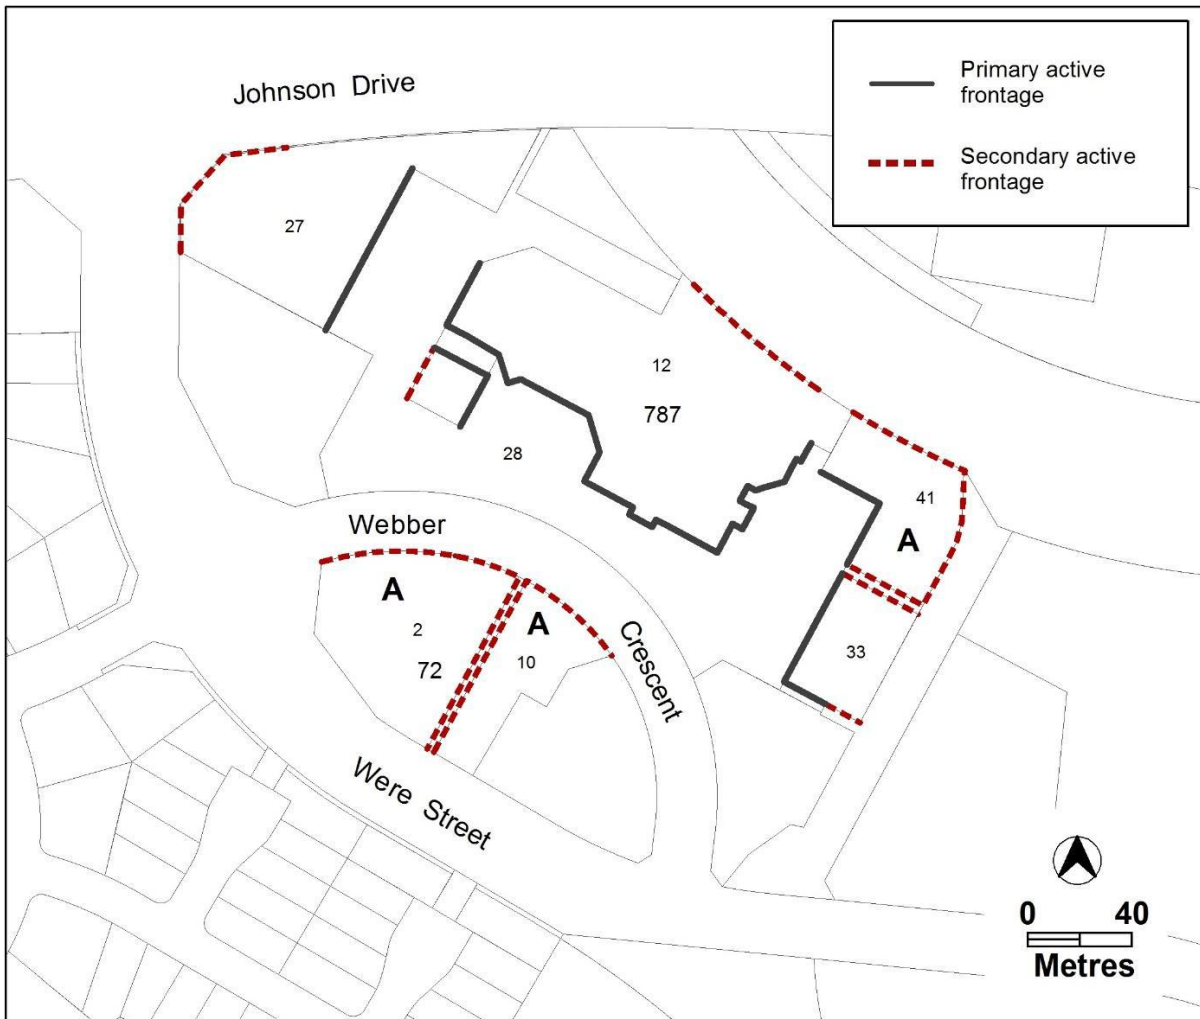 Johnson Drive
Primary active
frontage
Secondary active
frontage
27
12
787
28
41
A
Webber
A
2
72
A
10
Crescent
33
Were Street
0 40
Metres